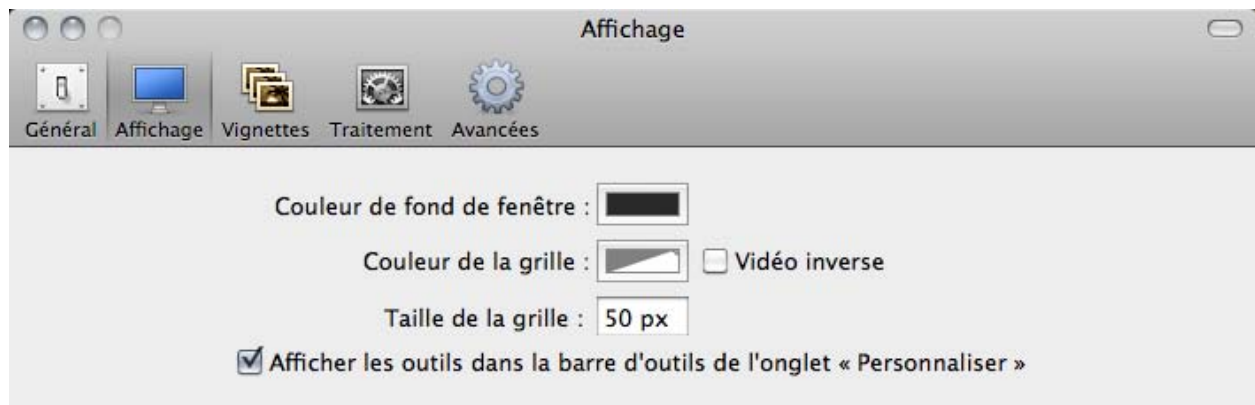 Affichage
Général Affichage Vignettes Traitement Avancées
Couleur de fond de fenêtre :
Couleur de la grille : Vidéo inverse
Taille de la grille : 50 px
Afficher les outils dans la barre d'outils de l'onglet « Personnaliser »